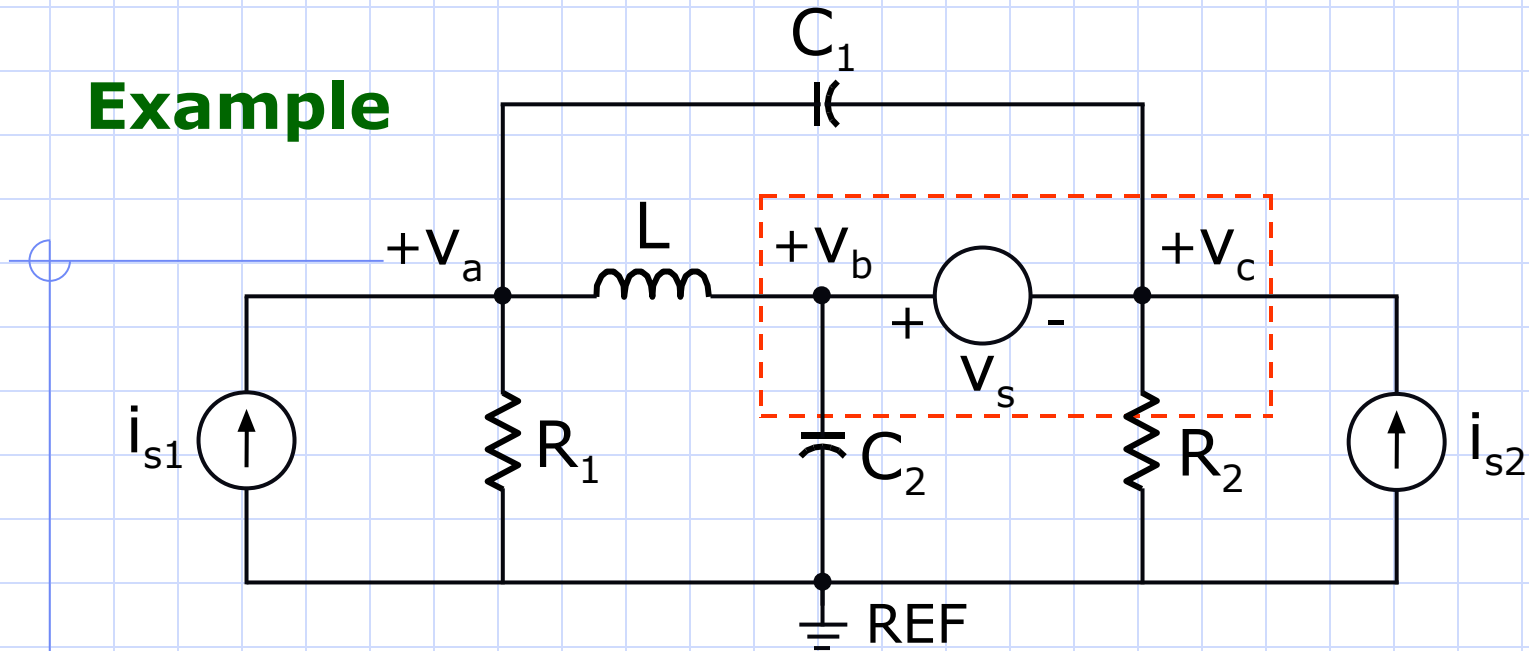 C1
Example
L
+va
+vb
+vc
+
-
vs
is1
R1
C2
R2
is2
REF